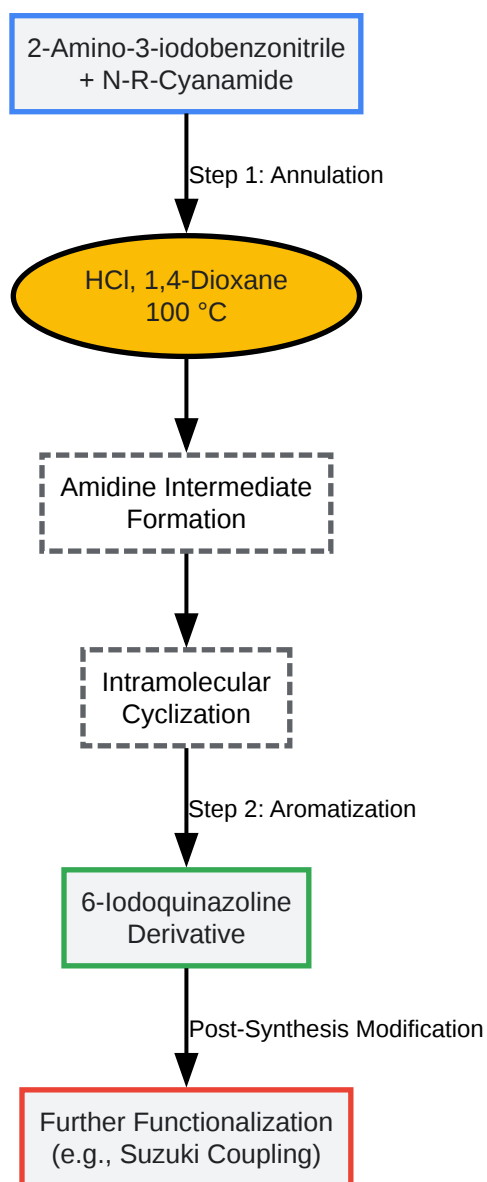 2-Amino-3-iodobenzonitrile
+ N-R-Cyanamide
Step 1: Annulation
HCl, 1,4-Dioxane
100 °C
Amidine Intermediate
Formation
Intramolecular
Cyclization
Step 2: Aromatization
6-Iodoquinazoline
Derivative
Post-Synthesis Modification
Further Functionalization
(e.g., Suzuki Coupling)